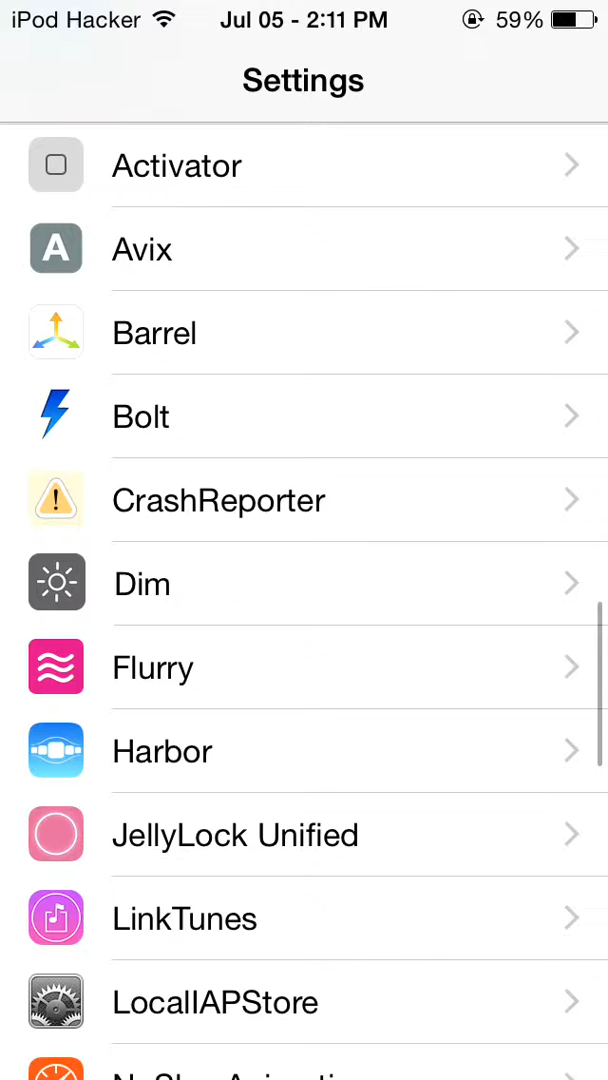 iPod Hacker Jul 05 - 2:11 PM 59%
Settings
Activator
A Avix
Barrel
Bolt
! CrashReporter
Dim
Flurry
Harbor
JellyLock Unified
LinkTunes
LocalIAPStore